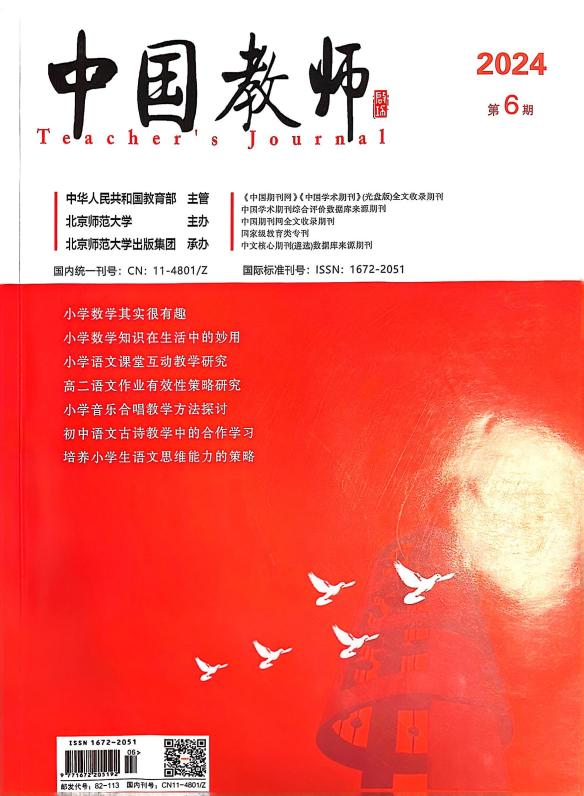 中国教师
启功
Teacher's Journal
2024
第6期
中华人民共和国教育部 主管
北京师范大学 主办
北京师范大学出版集团 承办
《中国期刊网》《中国学术期刊》(光盘版)全文收录期刊
中国学术期刊综合评价数据库来源期刊
中国期刊网全文收录期刊
国家级教育类专刊
中文核心期刊(遴选)数据库来源期刊
国内统一刊号：CN：11-4801/Z
国际标准刊号：ISSN：1672-2051
小学数学其实很有趣
小学数学知识在生活中的妙用
小学语文课堂互动教学研究
高二语文作业有效性策略研究
小学音乐合唱教学方法探讨
初中语文古诗教学中的合作学习
培养小学生语文思维能力的策略
ISSN 1672-2051
06>
9 771672 205192
邮发代号：82-113 国内刊号：CN11-4801/Z